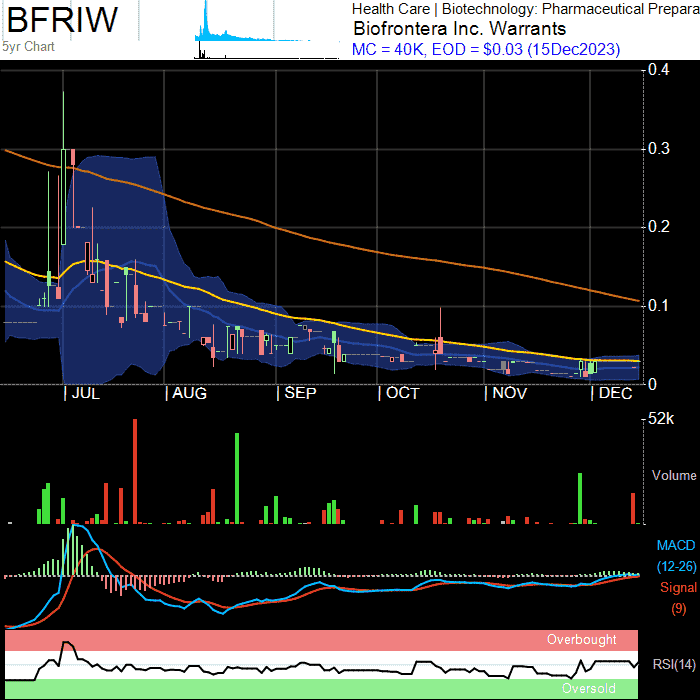 BFRIW
5yr Chart
Health Care | Biotechnology: Pharmaceutical Prepara
Biofrontera Inc. Warrants
MC = 40K, EOD = $0.03 (15Dec2023)
0.4
0.3
0.2
0.1
0
JUL AUG SEP OCT NOV DEC
52k
Volume
MACD
(12-26)
Signal
(9)
Overbought
RSI(14)
Oversold